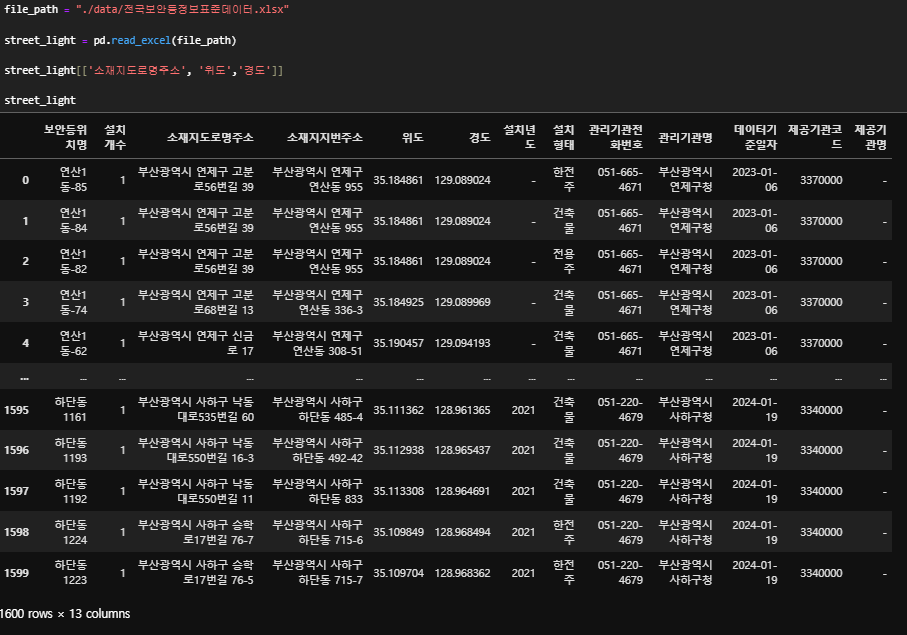 file_path = "./data/전국보안등정보표준데이터.xlsx"
street_light = pd.read_excel(file_path)
street_light[['소재지도로명주소', '위도','경도']]
street_light
보안등위치명 설치개수 소재지도로명주소 소재지지번주소 위도 경도 설치년도 설치형태 관리기관전화번호 관리기관명 데이터기준일자 제공기관코드 제공기관명
0 연산1동-85 1 부산광역시 연제구 고분로56번길 39 부산광역시 연제구 연산동 955 35.184861 129.089024 - 한전주 051-665-4671 부산광역시 연제구청 2023-01-06 3370000 -
1 연산1동-84 1 부산광역시 연제구 고분로56번길 39 부산광역시 연제구 연산동 955 35.184861 129.089024 - 건축물 051-665-4671 부산광역시 연제구청 2023-01-06 3370000 -
2 연산1동-82 1 부산광역시 연제구 고분로56번길 39 부산광역시 연제구 연산동 955 35.184861 129.089024 - 전용주 051-665-4671 부산광역시 연제구청 2023-01-06 3370000 -
3 연산1동-74 1 부산광역시 연제구 고분로68번길 13 부산광역시 연제구 연산동 336-3 35.184925 129.089969 - 건축물 051-665-4671 부산광역시 연제구청 2023-01-06 3370000 -
4 연산1동-62 1 부산광역시 연제구 신금로 17 부산광역시 연제구 연산동 308-51 35.190457 129.094193 - 건축물 051-665-4671 부산광역시 연제구청 2023-01-06 3370000 -
... ... ... ... ... ... ... ... ... ... ... ... ... ...
1595 하단동1161 1 부산광역시 사하구 낙동대로535번길 60 부산광역시 사하구 하단동 485-4 35.111362 128.961365 2021 건축물 051-220-4679 부산광역시 사하구청 2024-01-19 3340000 -
1596 하단동1193 1 부산광역시 사하구 낙동대로550번길 16-3 부산광역시 사하구 하단동 492-42 35.112938 128.965437 2021 건축물 051-220-4679 부산광역시 사하구청 2024-01-19 3340000 -
1597 하단동1192 1 부산광역시 사하구 낙동대로550번길 11 부산광역시 사하구 하단동 833 35.113308 128.964691 2021 건축물 051-220-4679 부산광역시 사하구청 2024-01-19 3340000 -
1598 하단동1224 1 부산광역시 사하구 승학로17번길 76-7 부산광역시 사하구 하단동 715-6 35.109849 128.968494 2021 한전주 051-220-4679 부산광역시 사하구청 2024-01-19 3340000 -
1599 하단동1223 1 부산광역시 사하구 승학로17번길 76-5 부산광역시 사하구 하단동 715-7 35.109704 128.968362 2021 한전주 051-220-4679 부산광역시 사하구청 2024-01-19 3340000 -
1600 rows × 13 columns